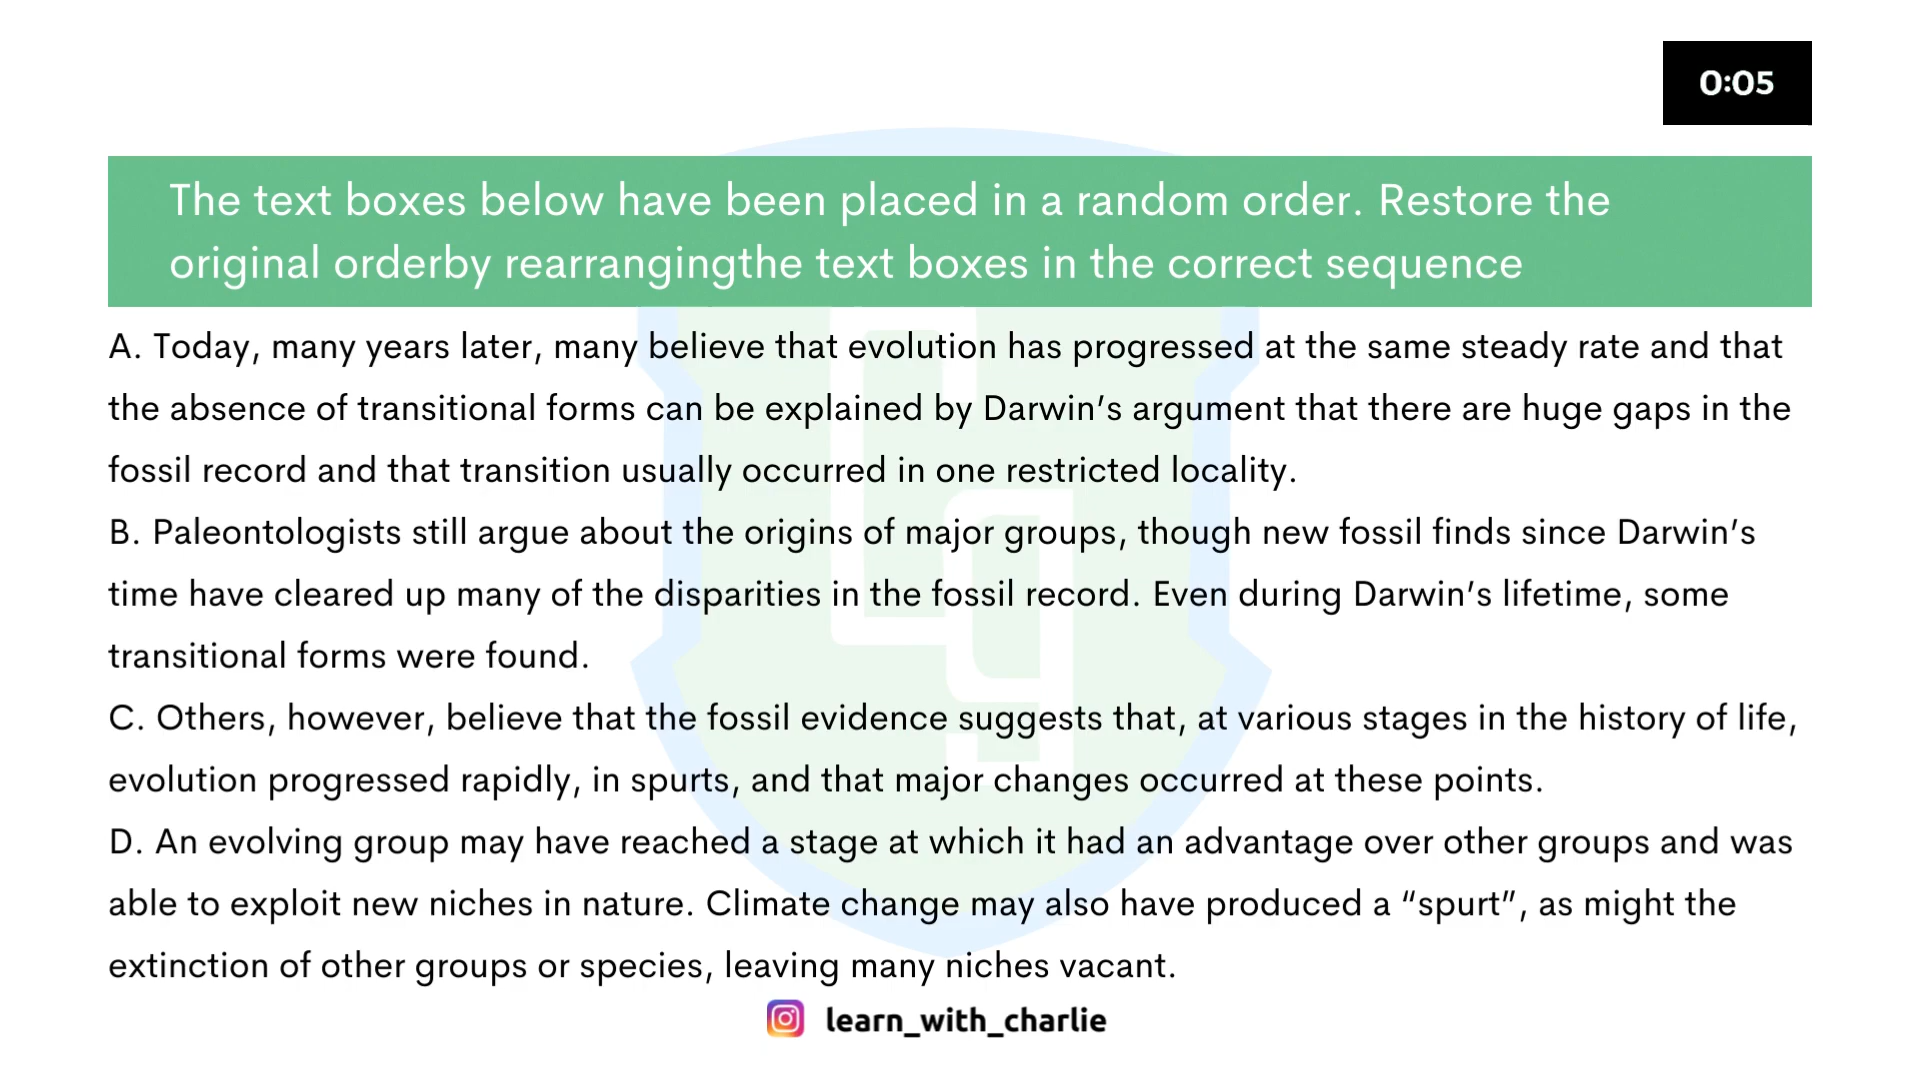 0:05
The text boxes below have been placed in a random order. Restore the
original orderby rearrangingthe text boxes in the correct sequence
A. Today, many years later, many believe that evolution has progressed at the same steady rate and that
the absence of transitional forms can be explained by Darwin’s argument that there are huge gaps in the
fossil record and that transition usually occurred in one restricted locality.
B. Paleontologists still argue about the origins of major groups, though new fossil finds since Darwin’s
time have cleared up many of the disparities in the fossil record. Even during Darwin’s lifetime, some
transitional forms were found.
C. Others, however, believe that the fossil evidence suggests that, at various stages in the history of life,
evolution progressed rapidly, in spurts, and that major changes occurred at these points.
D. An evolving group may have reached a stage at which it had an advantage over other groups and was
able to exploit new niches in nature. Climate change may also have produced a “spurt”, as might the
extinction of other groups or species, leaving many niches vacant.
learn_with_charlie